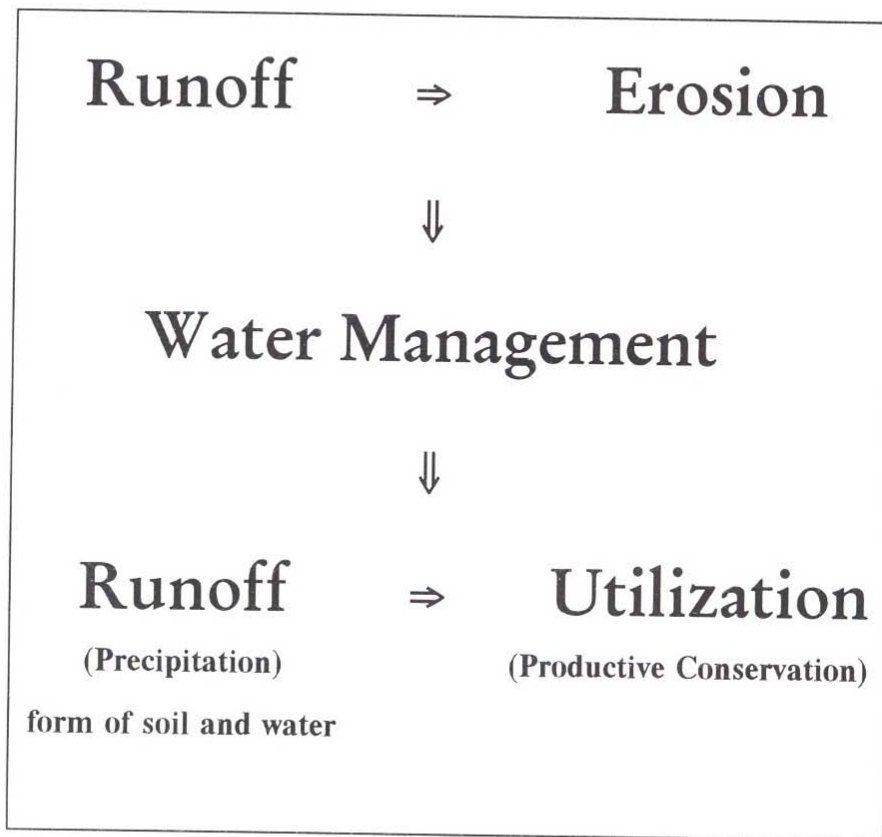 Runoff ⇒ Erosion
⇓
Water Management
⇓
Runoff ⇒ Utilization
(Precipitation) (Productive Conservation)
form of soil and water